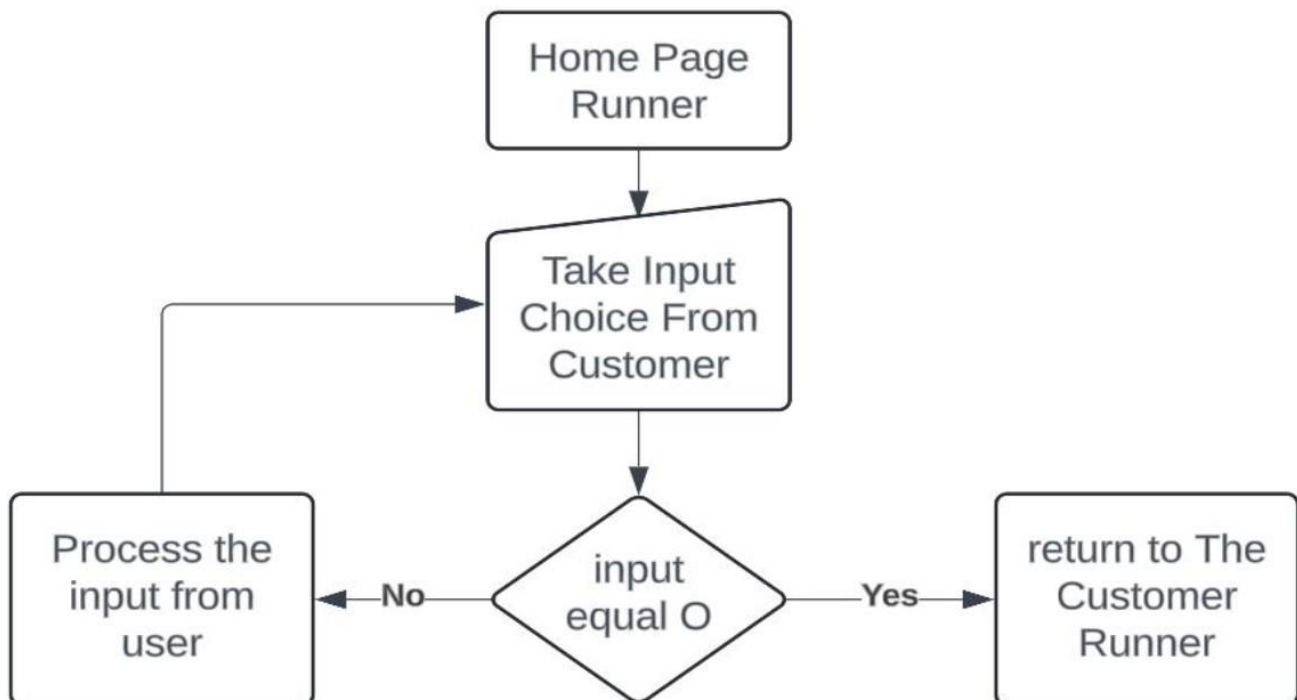 Home Page
Runner
Take Input
Choice From
Customer
input
equal O
No
Yes
Process the
input from
user
return to The
Customer
Runner